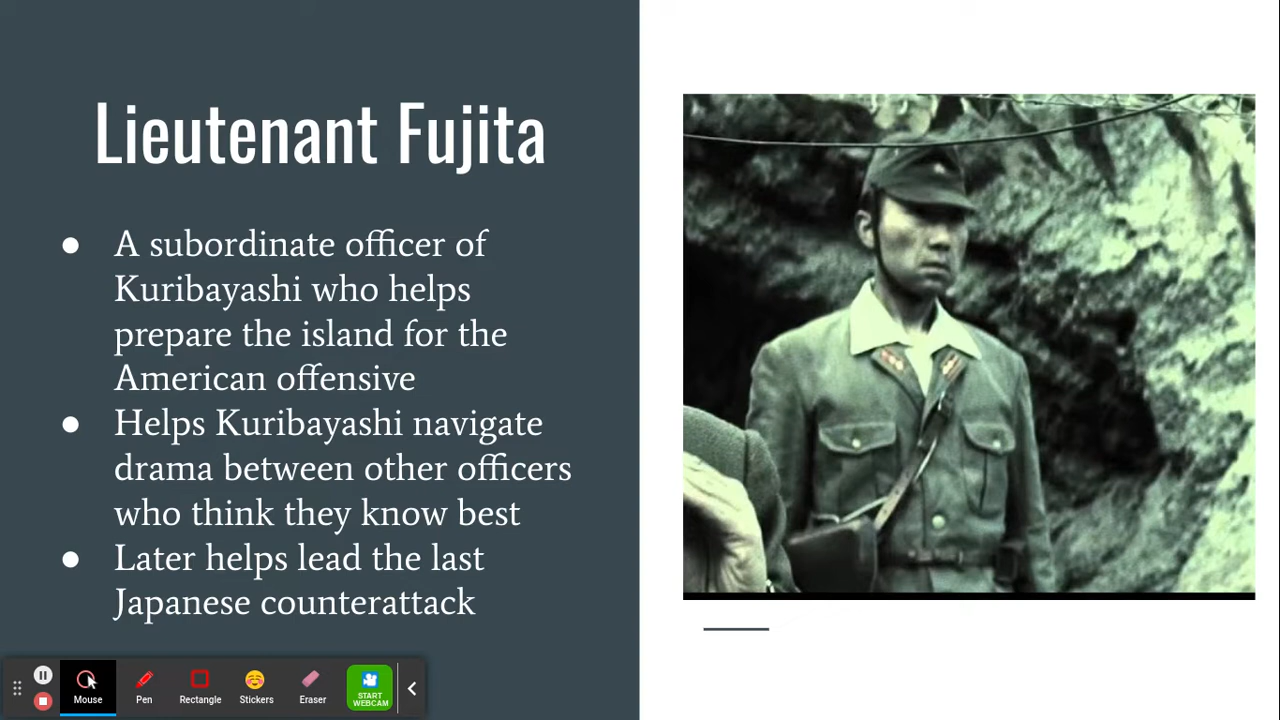 Lieutenant Fujita
● A subordinate officer of
Kuribayashi who helps
prepare the island for the
American offensive
● Helps Kuribayashi navigate
drama between other officers
who think they know best
● Later helps lead the last
Japanese counterattack
Mouse
Pen
Rectangle
Stickers
Eraser
START
WEBCAM